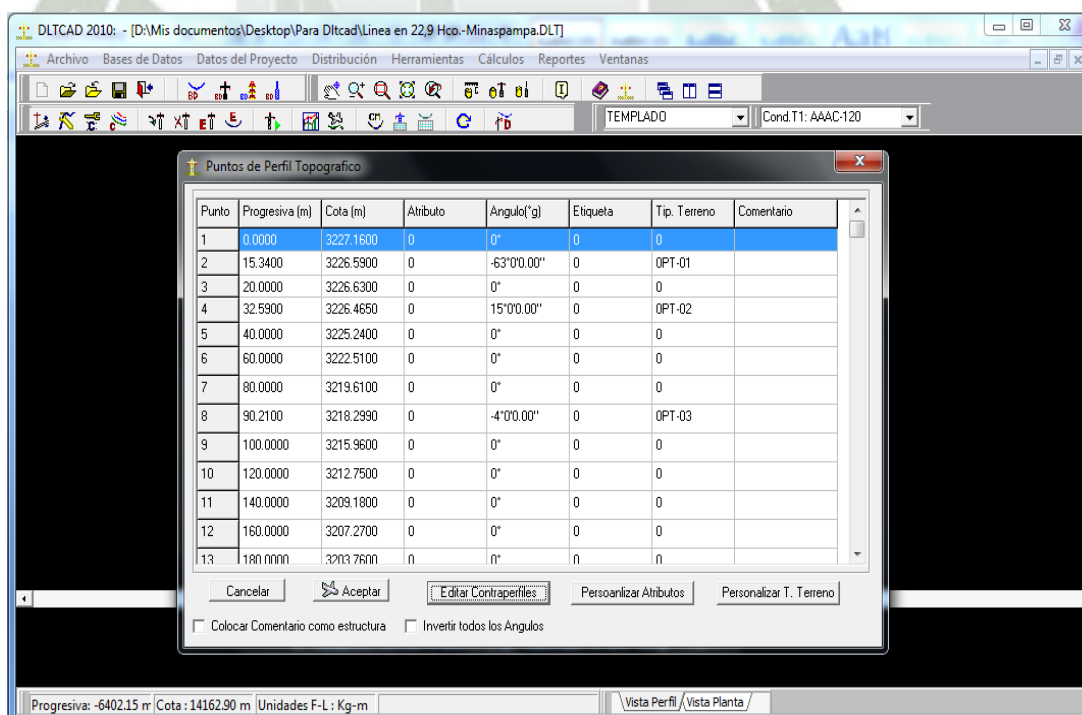 DLTCAD 2010: - [D:\Mis documentos\Desktop\Para Dltcad\Linea en 22,9 Hco.-Minaspampa.DLT]
Archivo Bases de Datos Datos del Proyecto Distribución Herramientas Cálculos Reportes Ventanas
TEMPLADO Cond.T1: AAAC-120
Puntos de Perfil Topografico
Punto Progresiva (m) Cota (m) Atributo Angulo(°g) Etiqueta Tip. Terreno Comentario
1 0.0000 3227.1600 0 0° 0 0
2 15.3400 3226.5900 0 -63°0'0.00'' 0 0PT-01
3 20.0000 3226.6300 0 0° 0 0
4 32.5900 3226.4650 0 15°0'0.00'' 0 0PT-02
5 40.0000 3225.2400 0 0° 0 0
6 60.0000 3222.5100 0 0° 0 0
7 80.0000 3219.6100 0 0° 0 0
8 90.2100 3218.2990 0 -4°0'0.00'' 0 0PT-03
9 100.0000 3215.9600 0 0° 0 0
10 120.0000 3212.7500 0 0° 0 0
11 140.0000 3209.1800 0 0° 0 0
12 160.0000 3207.2700 0 0° 0 0
13 180.0000 3203.7600 0 0° 0 0
Cancelar Aceptar Editar Contraperfiles Persoanlizar Atributos Personalizar T. Terreno
Colocar Comentario como estructura Invertir todos los Angulos
Progresiva: -6402.15 m Cota : 14162.90 m Unidades F-L : Kg-m Vista Perfil Vista Planta